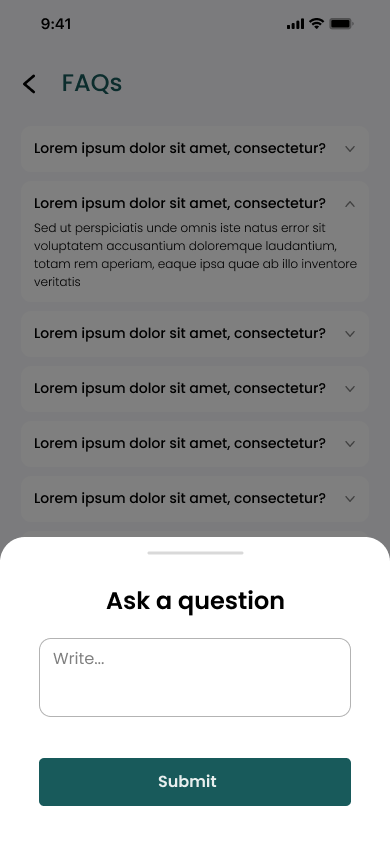 9:41
FAQs
Lorem ipsum dolor sit amet, consectetur?
Lorem ipsum dolor sit amet, consectetur?
Sed ut perspiciatis unde omnis iste natus error sit
voluptatem accusantium doloremque laudantium,
totam rem aperiam, eaque ipsa quae ab illo inventore
veritatis
Lorem ipsum dolor sit amet, consectetur?
Lorem ipsum dolor sit amet, consectetur?
Lorem ipsum dolor sit amet, consectetur?
Lorem ipsum dolor sit amet, consectetur?
Ask a question
Write...
Submit